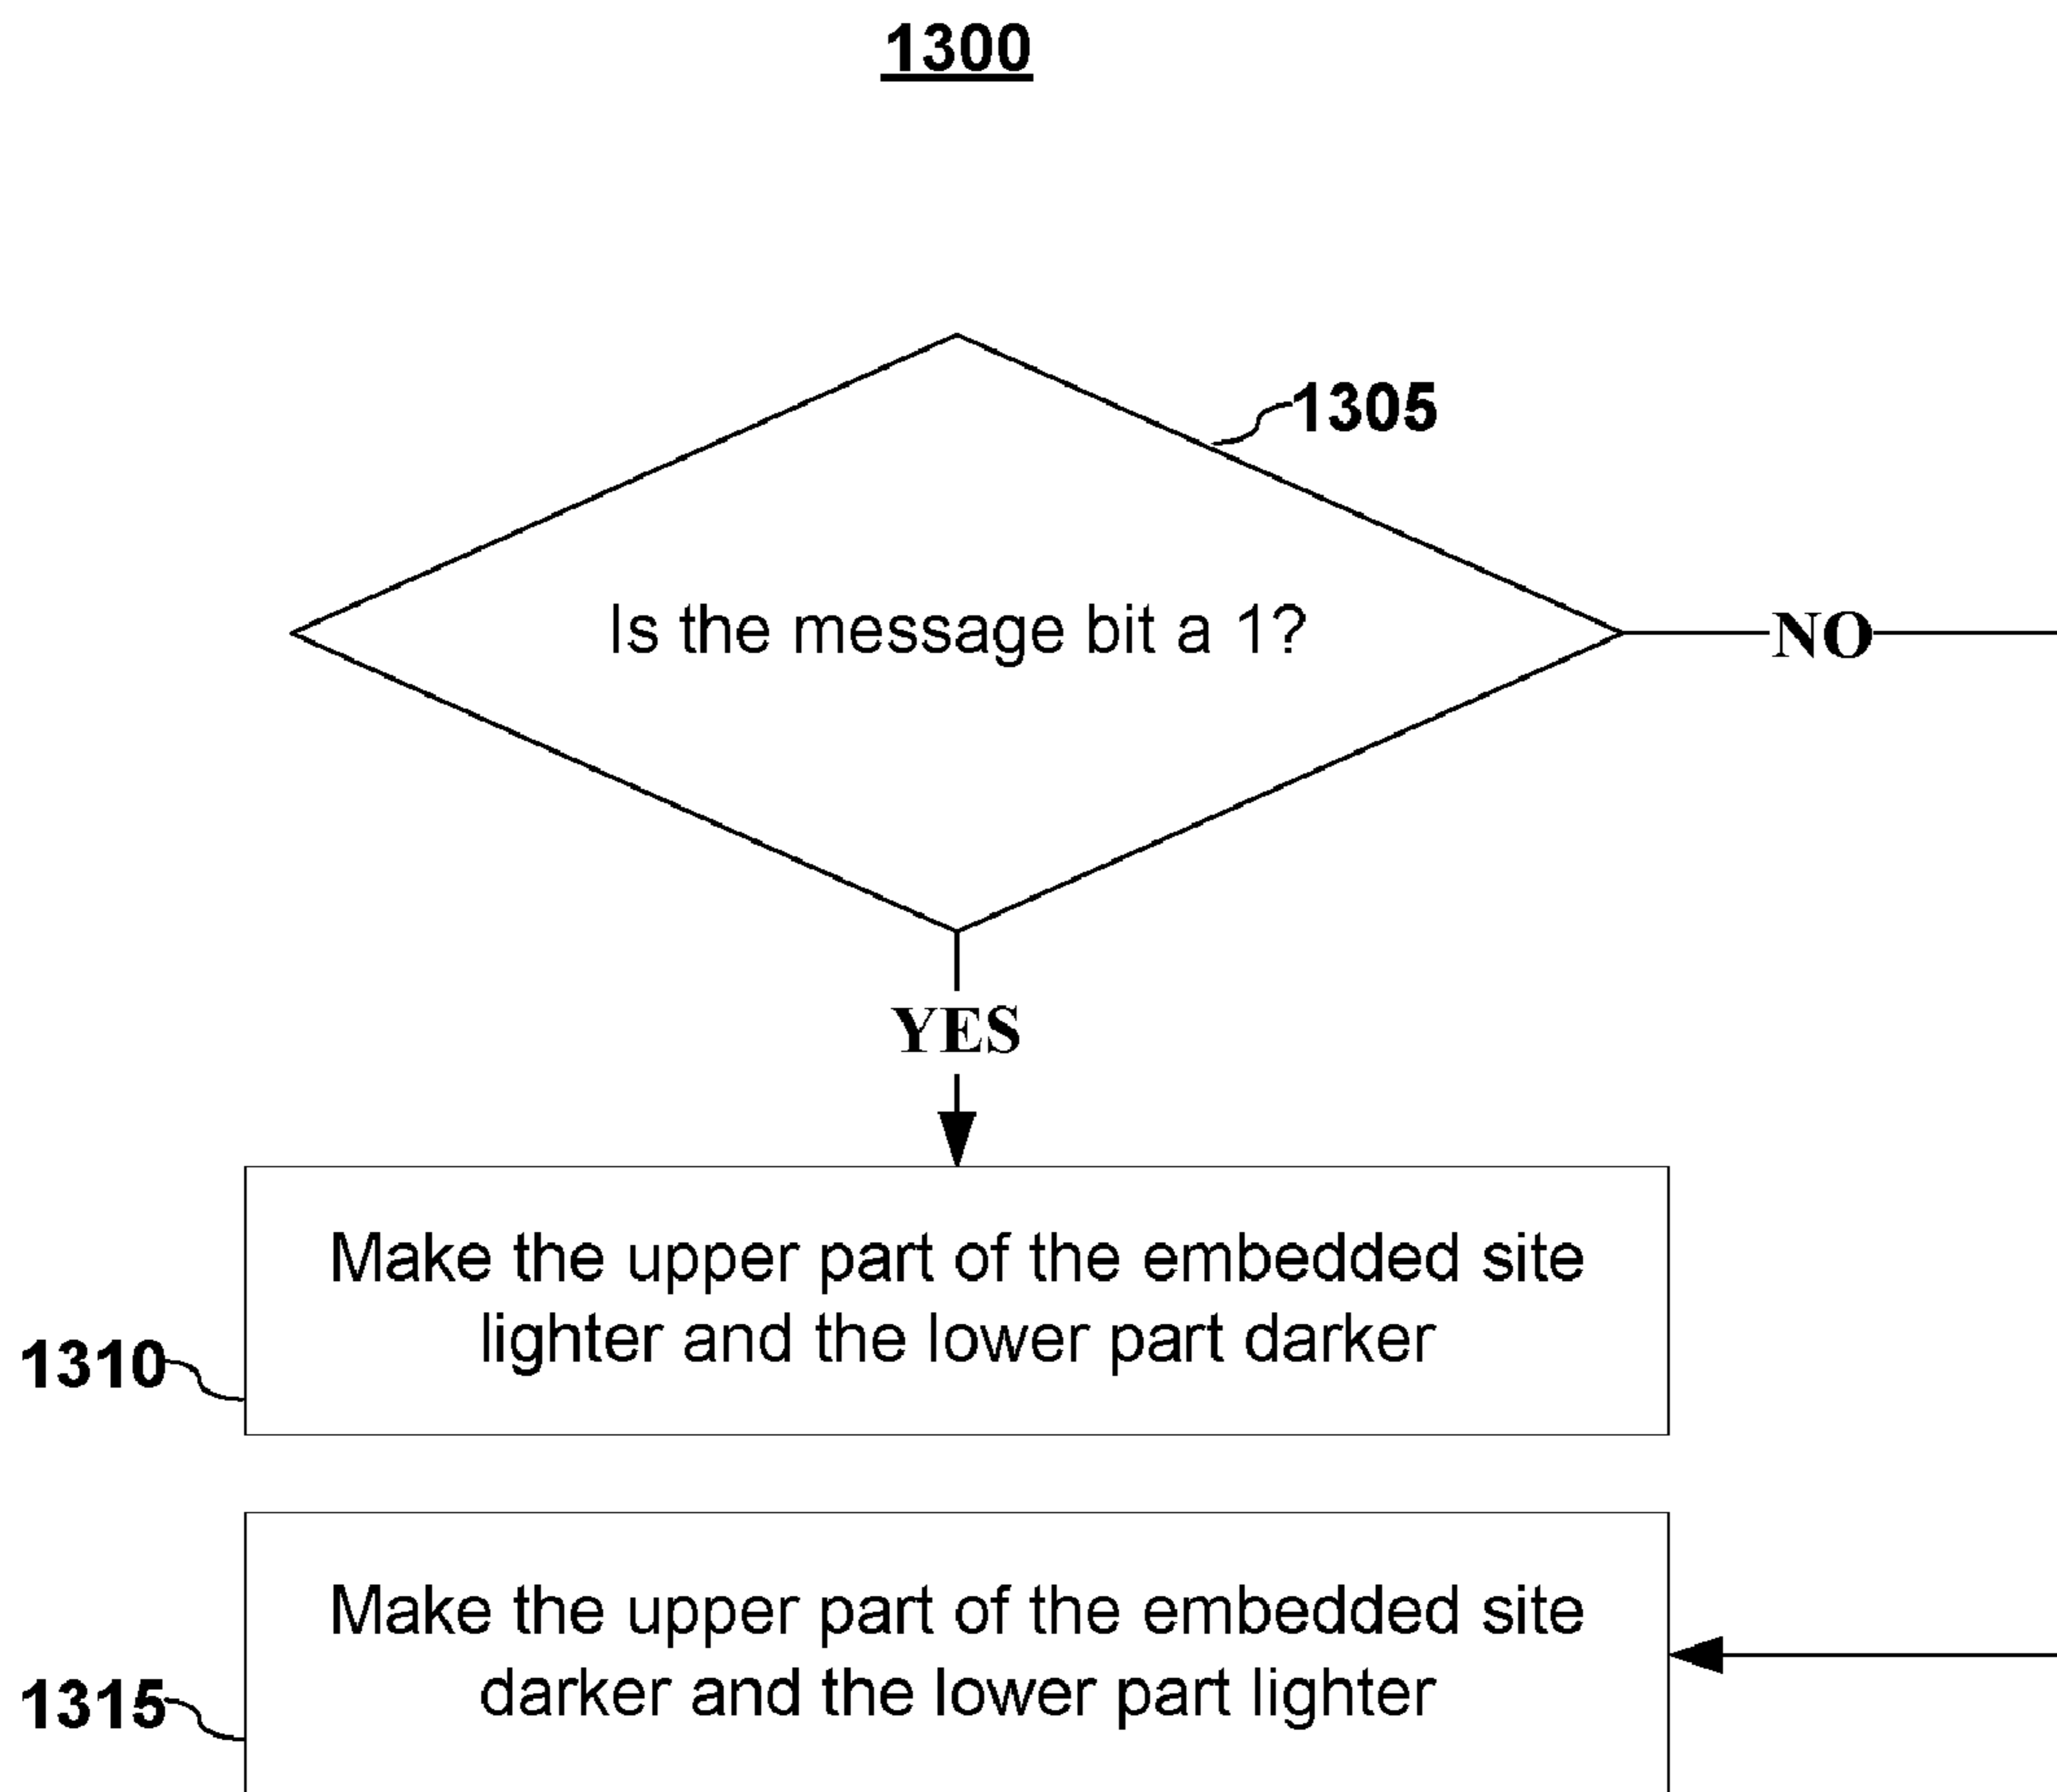 1300
1305
Is the message bit a 1?
NO
YES
Make the upper part of the embedded site
lighter and the lower part darker
1310
Make the upper part of the embedded site
darker and the lower part lighter
1315